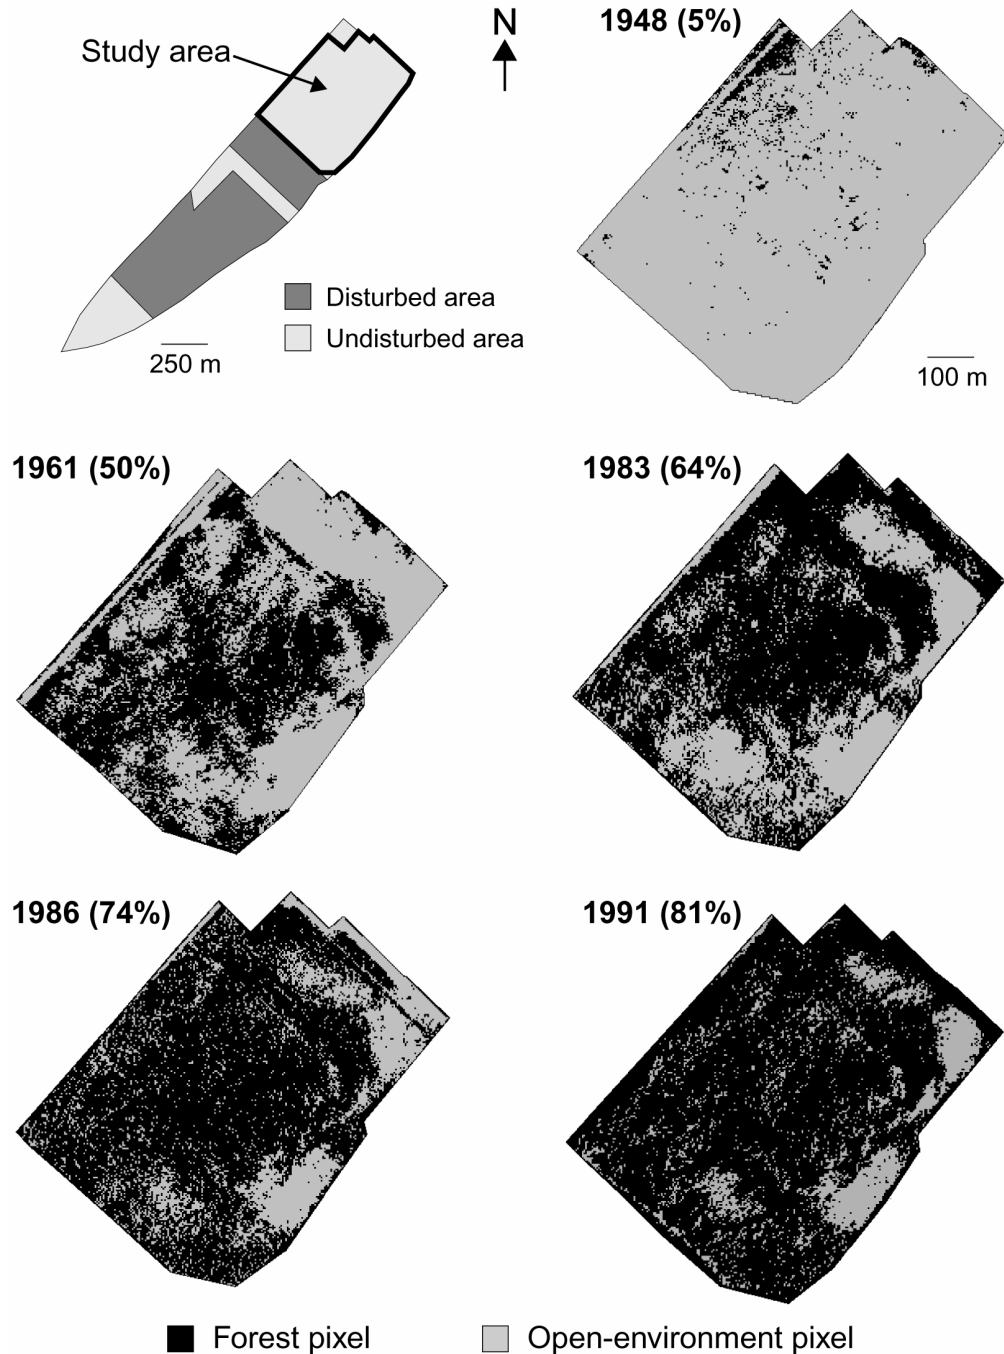 Study area
N
1948 (5%)
Disturbed area
Undisturbed area
250 m
100 m
1961 (50%)
1983 (64%)
1986 (74%)
1991 (81%)
Forest pixel
Open-environment pixel